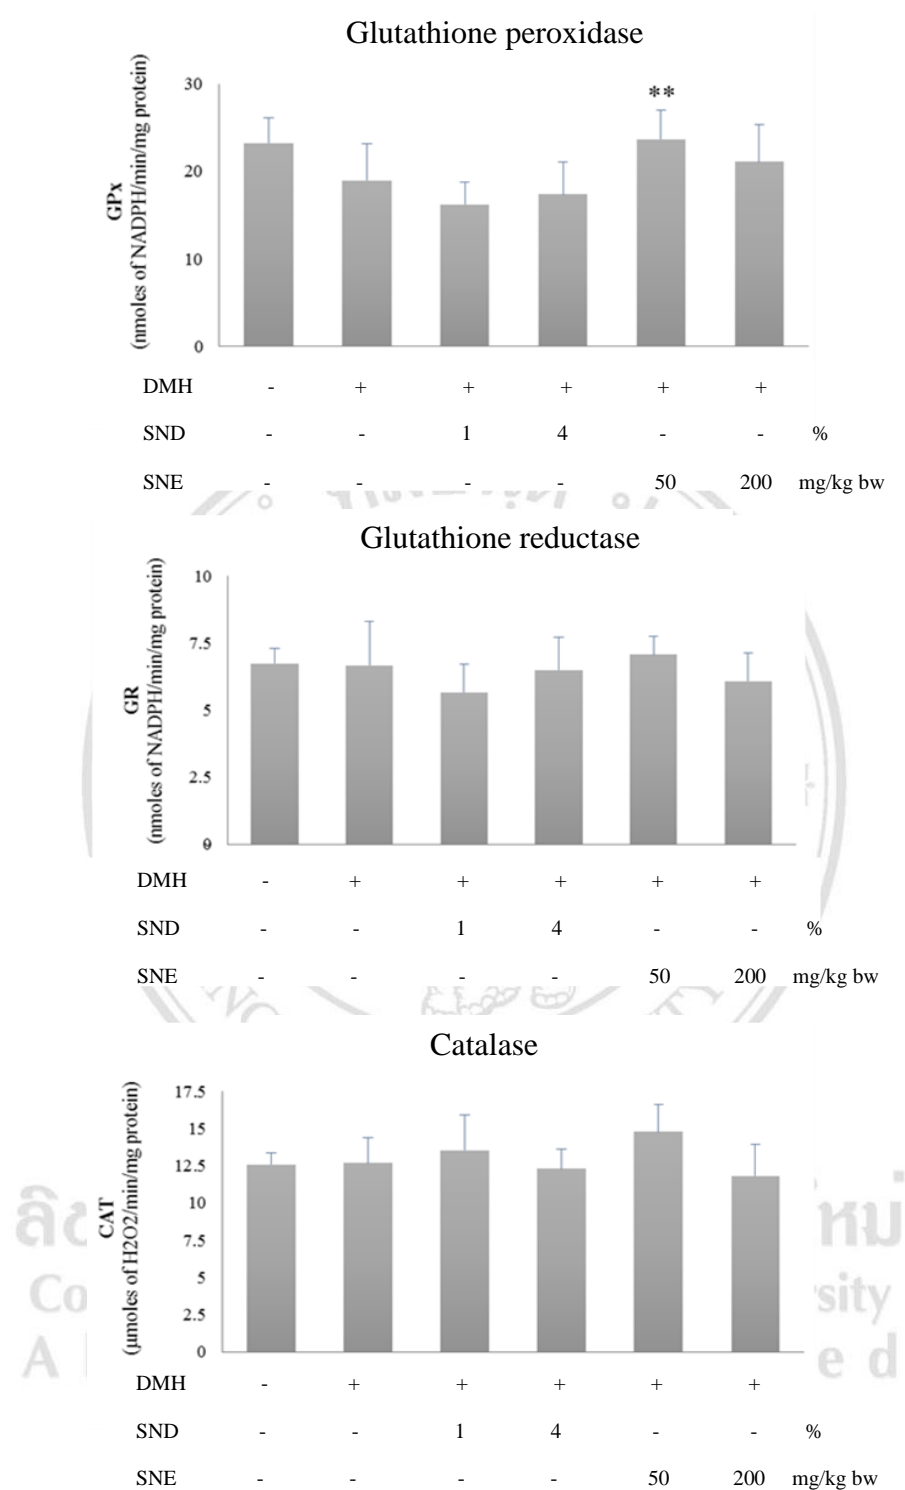 Glutathione peroxidase
GPx
(nmoles of NADPH/min/mg protein)
30
20
10
0
**
DMH - + + + + +
SND - - 1 4 - - %
SNE - - - - 50 200 mg/kg bw
Glutathione reductase
GR
(nmoles of NADPH/min/mg protein)
10
7.5
5
2.5
0
DMH - + + + + +
SND - - 1 4 - - %
SNE - - - - 50 200 mg/kg bw
Catalase
CAT
(µmoles of H2O2/min/mg protein)
17.5
15
12.5
10
7.5
5
2.5
0
DMH - + + + + +
SND - - 1 4 - - %
SNE - - - - 50 200 mg/kg bw